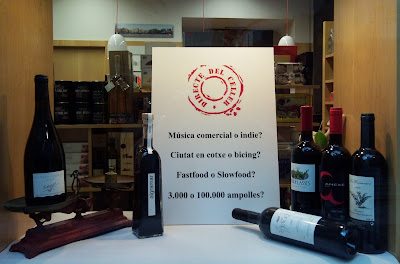 DIRECTE DEL CELLER
Música comercial o indie?
Ciutat en cotxe o bicing?
Fastfood o Slowfood?
3.000 o 100.000 ampolles?